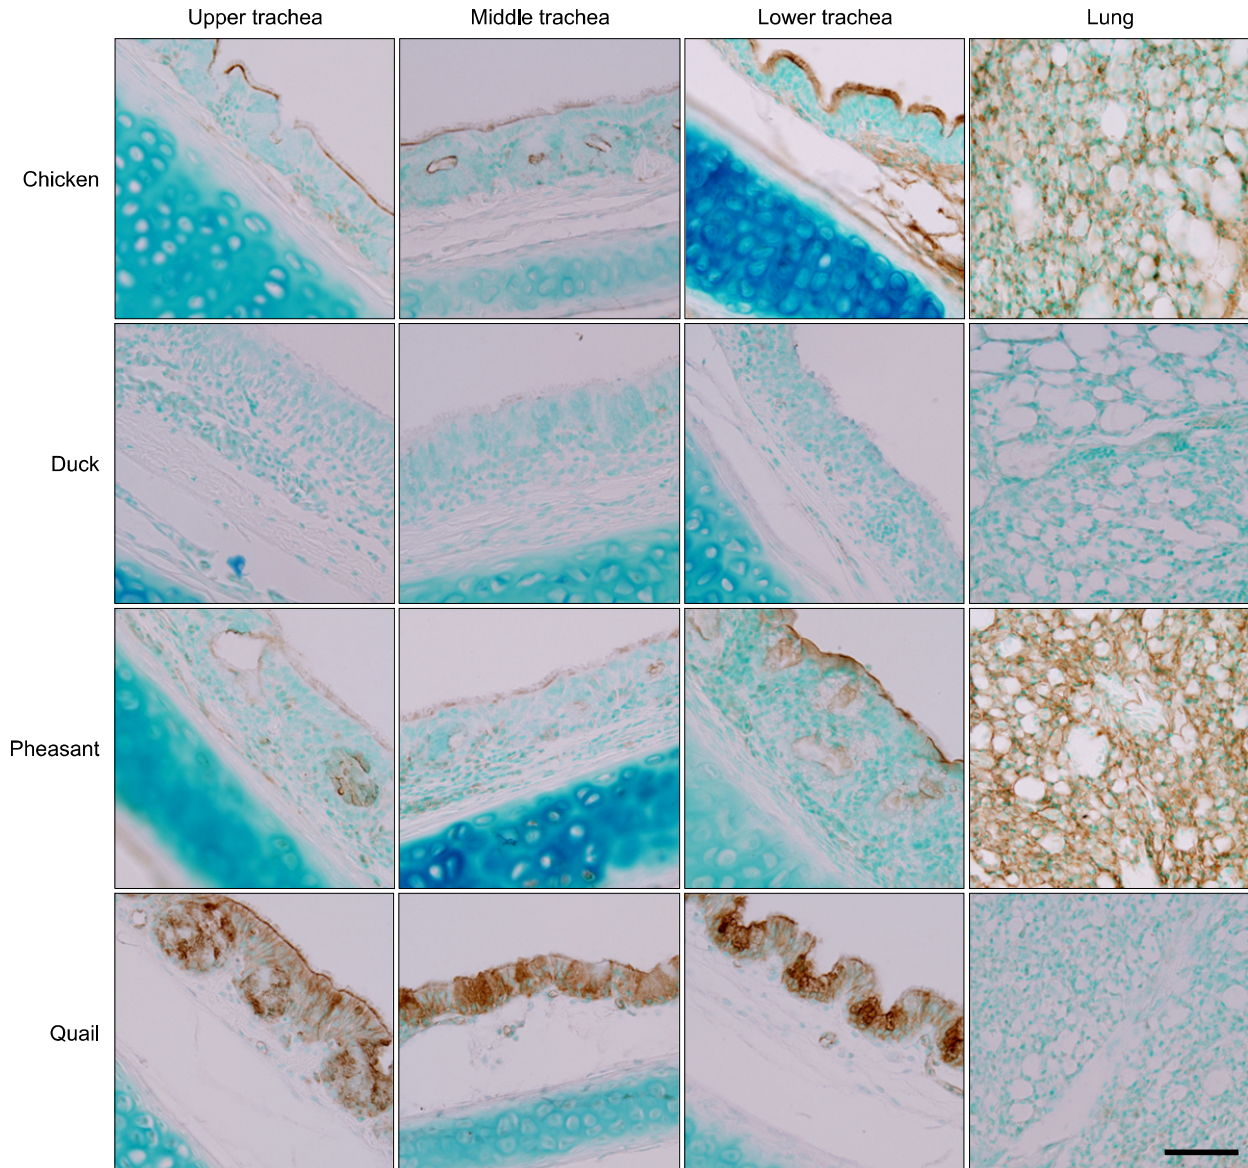 Upper trachea Middle trachea Lower trachea Lung
Chicken
Duck
Pheasant
Quail